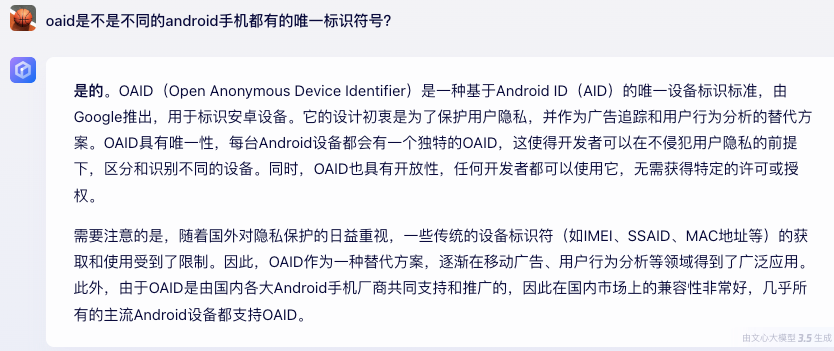 oaid是不是不同的android手机都有的唯一标识符号?
是的。OAID（Open Anonymous Device Identifier）是一种基于Android ID（AID）的唯一设备标识标准，由
Google推出，用于标识安卓设备。它的设计初衷是为了保护用户隐私，并作为广告追踪和用户行为分析的替代方
案。OAID具有唯一性，每台Android设备都会有一个独特的OAID，这使得开发者可以在不侵犯用户隐私的前提
下，区分和识别不同的设备。同时，OAID也具有开放性，任何开发者都可以使用它，无需获得特定的许可或授
权。
需要注意的是，随着国外对隐私保护的日益重视，一些传统的设备标识符（如IMEI、SSAID、MAC地址等）的获
取和使用受到了限制。因此，OAID作为一种替代方案，逐渐在移动广告、用户行为分析等领域得到了广泛应用。
此外，由于OAID是由国内各大Android手机厂商共同支持和推广的，因此在国内市场上的兼容性非常好，几乎所
有的主流Android设备都支持OAID。
由文心大模型 3.5 生成